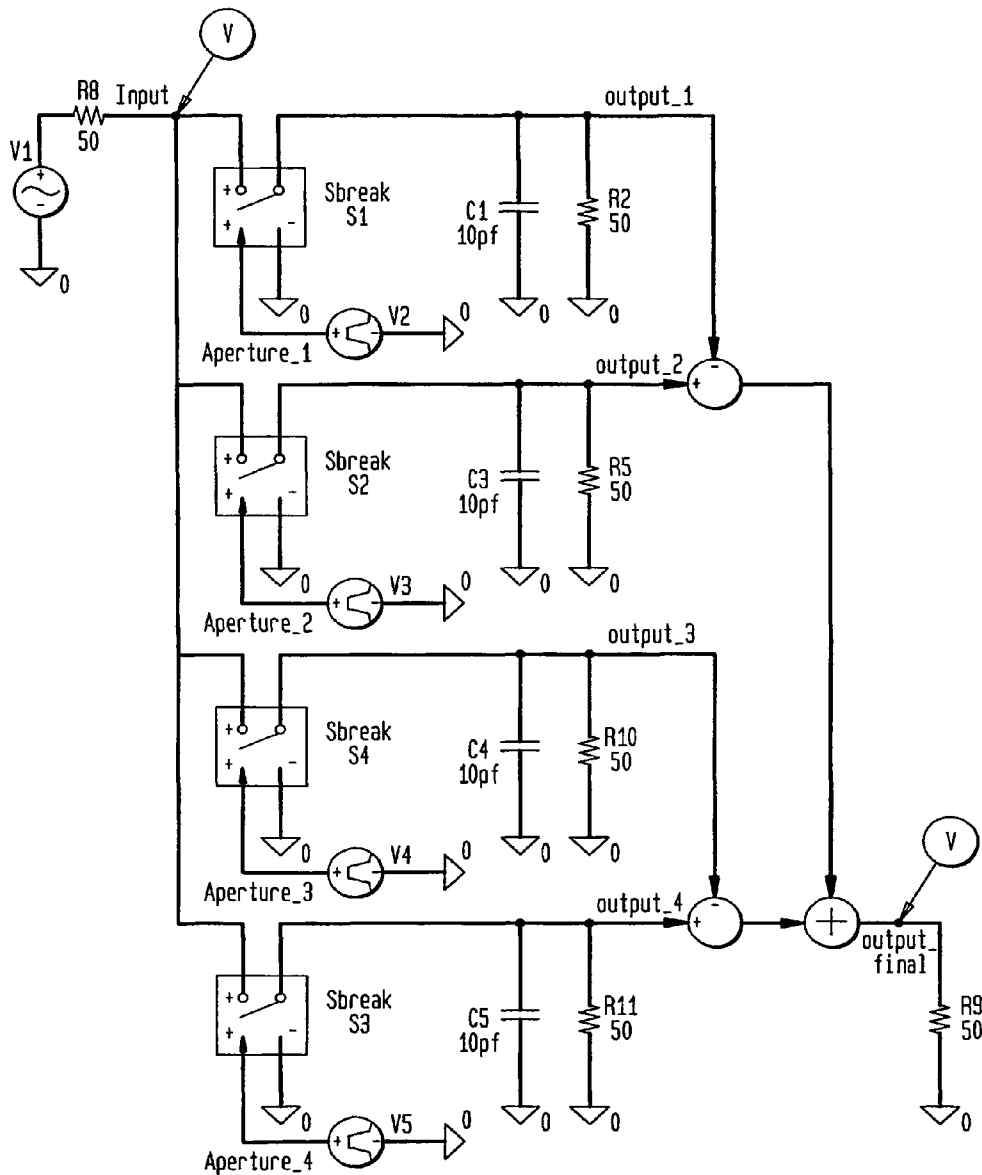 V
R8
Input
50
V1
+
-
0
output_1
+
+
-
Sbreak
S1
C1
10pf
R2
50
0
0
0
V2
0
+
-
Aperture_1
output_2
-
+
+
+
-
Sbreak
S2
C3
10pf
R5
50
0
0
0
V3
0
+
-
Aperture_2
output_3
+
+
-
Sbreak
S4
C4
10pf
R10
50
0
0
0
V4
0
+
-
Aperture_3
V
output_4
-
+
+
output_
final
+
+
-
Sbreak
S3
C5
10pf
R11
50
R9
50
0
0
0
0
V5
0
+
-
Aperture_4